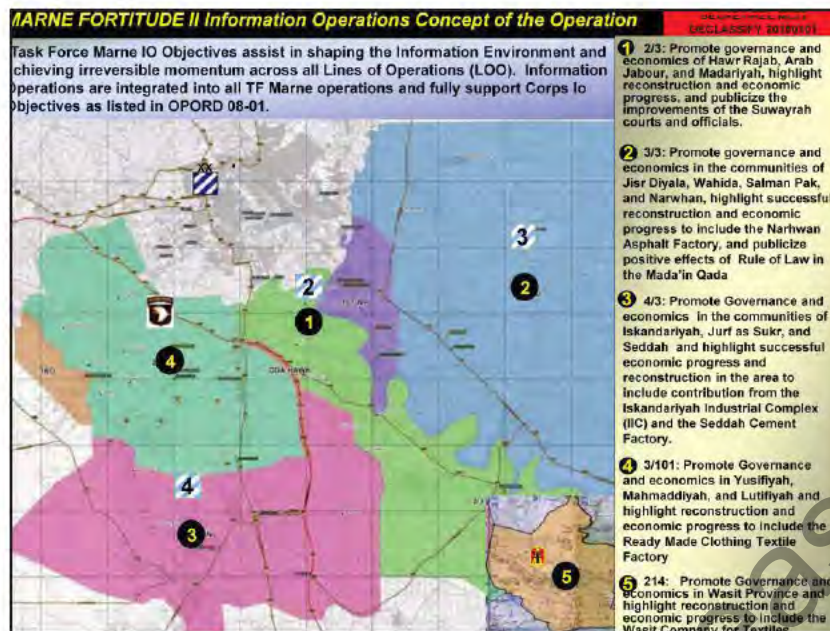 MARNE FORTITUDE II Information Operations Concept of the Operation
DECLASSIFY 20180101
Task Force Marne IO Objectives assist in shaping the Information Environment and
chieving irreversible momentum across all Lines of Operations (LOO). Information
Operations are integrated into all TF Marne operations and fully support Corps Io
Objectives as listed in OPORD 08-01.
XX
3
2
2
1
4
4
3
5
1 2/3: Promote governance and
economics of Hawr Rajab, Arab
Jabour, and Madariyah, highlight
reconstruction and economic
progress, and publicize the
improvements of the Suwayrah
courts and officials.
2 3/3: Promote governance and
economics in the communities of
Jisr Diyala, Wahida, Salman Pak,
and Narwhan, highlight successful
reconstruction and economic
progress to include the Narhwan
Asphalt Factory, and publicize
positive effects of Rule of Law in
the Mada'in Qada
3 4/3: Promote Governance and
economics in the communities of
Iskandariyah, Jurf as Sukr, and
Seddah and highlight successful
economic progress and
reconstruction in the area to
include contribution from the
Iskandariyah Industrial Complex
(IIC) and the Seddah Cement
Factory.
4 3/101: Promote Governance
and economics in Yusifiyah,
Mahmaddiyah, and Lutifiyah and
highlight reconstruction and
economic progress to include the
Ready Made Clothing Textile
Factory
5 214: Promote Governance and
economics in Wasit Province and
highlight reconstruction and
economic progress to include the
Wasit Company for Textiles